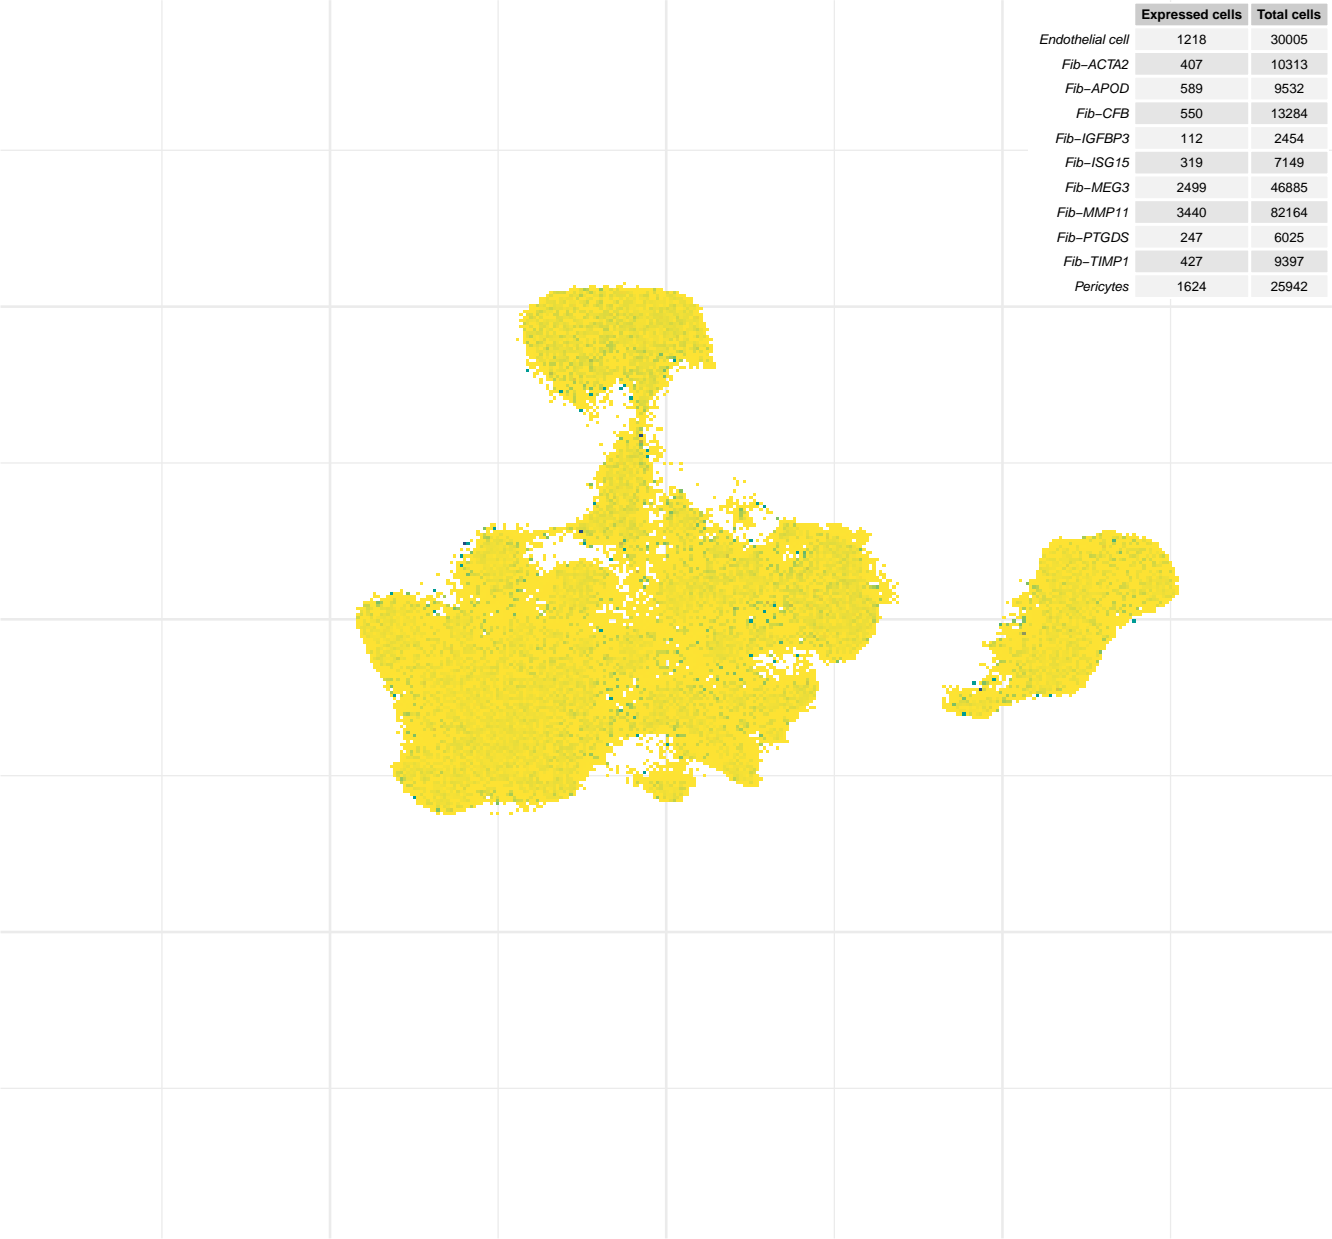 Expressed cells Total cells
Endothelial cell 1218 30005
Fib−ACTA2 407 10313
Fib−APOD 589 9532
Fib−CFB 550 13284
Fib−IGFBP3 112 2454
Fib−ISG15 319 7149
Fib−MEG3 2499 46885
Fib−MMP11 3440 82164
Fib−PTGDS 247 6025
Fib−TIMP1 427 9397
Pericytes 1624 25942